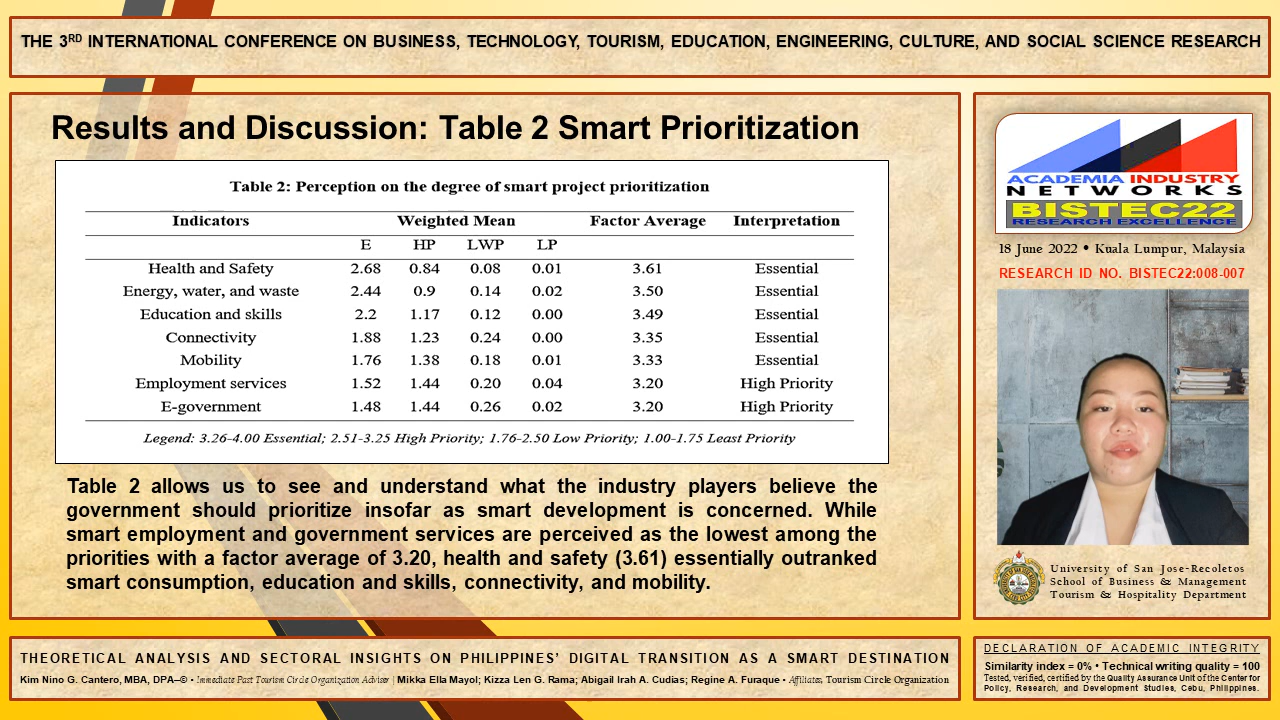 THE 3RD INTERNATIONAL CONFERENCE ON BUSINESS, TECHNOLOGY, TOURISM, EDUCATION, ENGINEERING, CULTURE, AND SOCIAL SCIENCE RESEARCH
Results and Discussion: Table 2 Smart Prioritization
Table 2: Perception on the degree of smart project prioritization
Indicators Weighted Mean Factor Average Interpretation
E HP LWP LP
Health and Safety 2.68 0.84 0.08 0.01 3.61 Essential
Energy, water, and waste 2.44 0.9 0.14 0.02 3.50 Essential
Education and skills 2.2 1.17 0.12 0.00 3.49 Essential
Connectivity 1.88 1.23 0.24 0.00 3.35 Essential
Mobility 1.76 1.38 0.18 0.01 3.33 Essential
Employment services 1.52 1.44 0.20 0.04 3.20 High Priority
E-government 1.48 1.44 0.26 0.02 3.20 High Priority
Legend: 3.26-4.00 Essential; 2.51-3.25 High Priority; 1.76-2.50 Low Priority; 1.00-1.75 Least Priority
Table 2 allows us to see and understand what the industry players believe the
government should prioritize insofar as smart development is concerned. While
smart employment and government services are perceived as the lowest among the
priorities with a factor average of 3.20, health and safety (3.61) essentially outranked
smart consumption, education and skills, connectivity, and mobility.
ACADEMIA INDUSTRY
NETWORKS
BISTEC22
RESEARCH EXCELLENCE
18 June 2022 • Kuala Lumpur, Malaysia
RESEARCH ID NO. BISTEC22:008-007
University of San Jose-Recoletos
School of Business & Management
Tourism & Hospitality Department
THEORETICAL ANALYSIS AND SECTORAL INSIGHTS ON PHILIPPINES' DIGITAL TRANSITION AS A SMART DESTINATION
Kim Nino G. Cantero, MBA, DPA–© • Immediate Past Tourism Circle Organization Advisor | Mikka Ella Mayol; Kizza Len G. Rama; Abigail Irah A. Cudias; Regine A. Furaque • Affiliates, Tourism Circle Organization
DECLARATION OF ACADEMIC INTEGRITY
Similarity index = 0% • Technical writing quality = 100
Tested, verified, certified by the Quality Assurance Unit of the Center for
Policy, Research, and Development Studies, Cebu, Philippines.